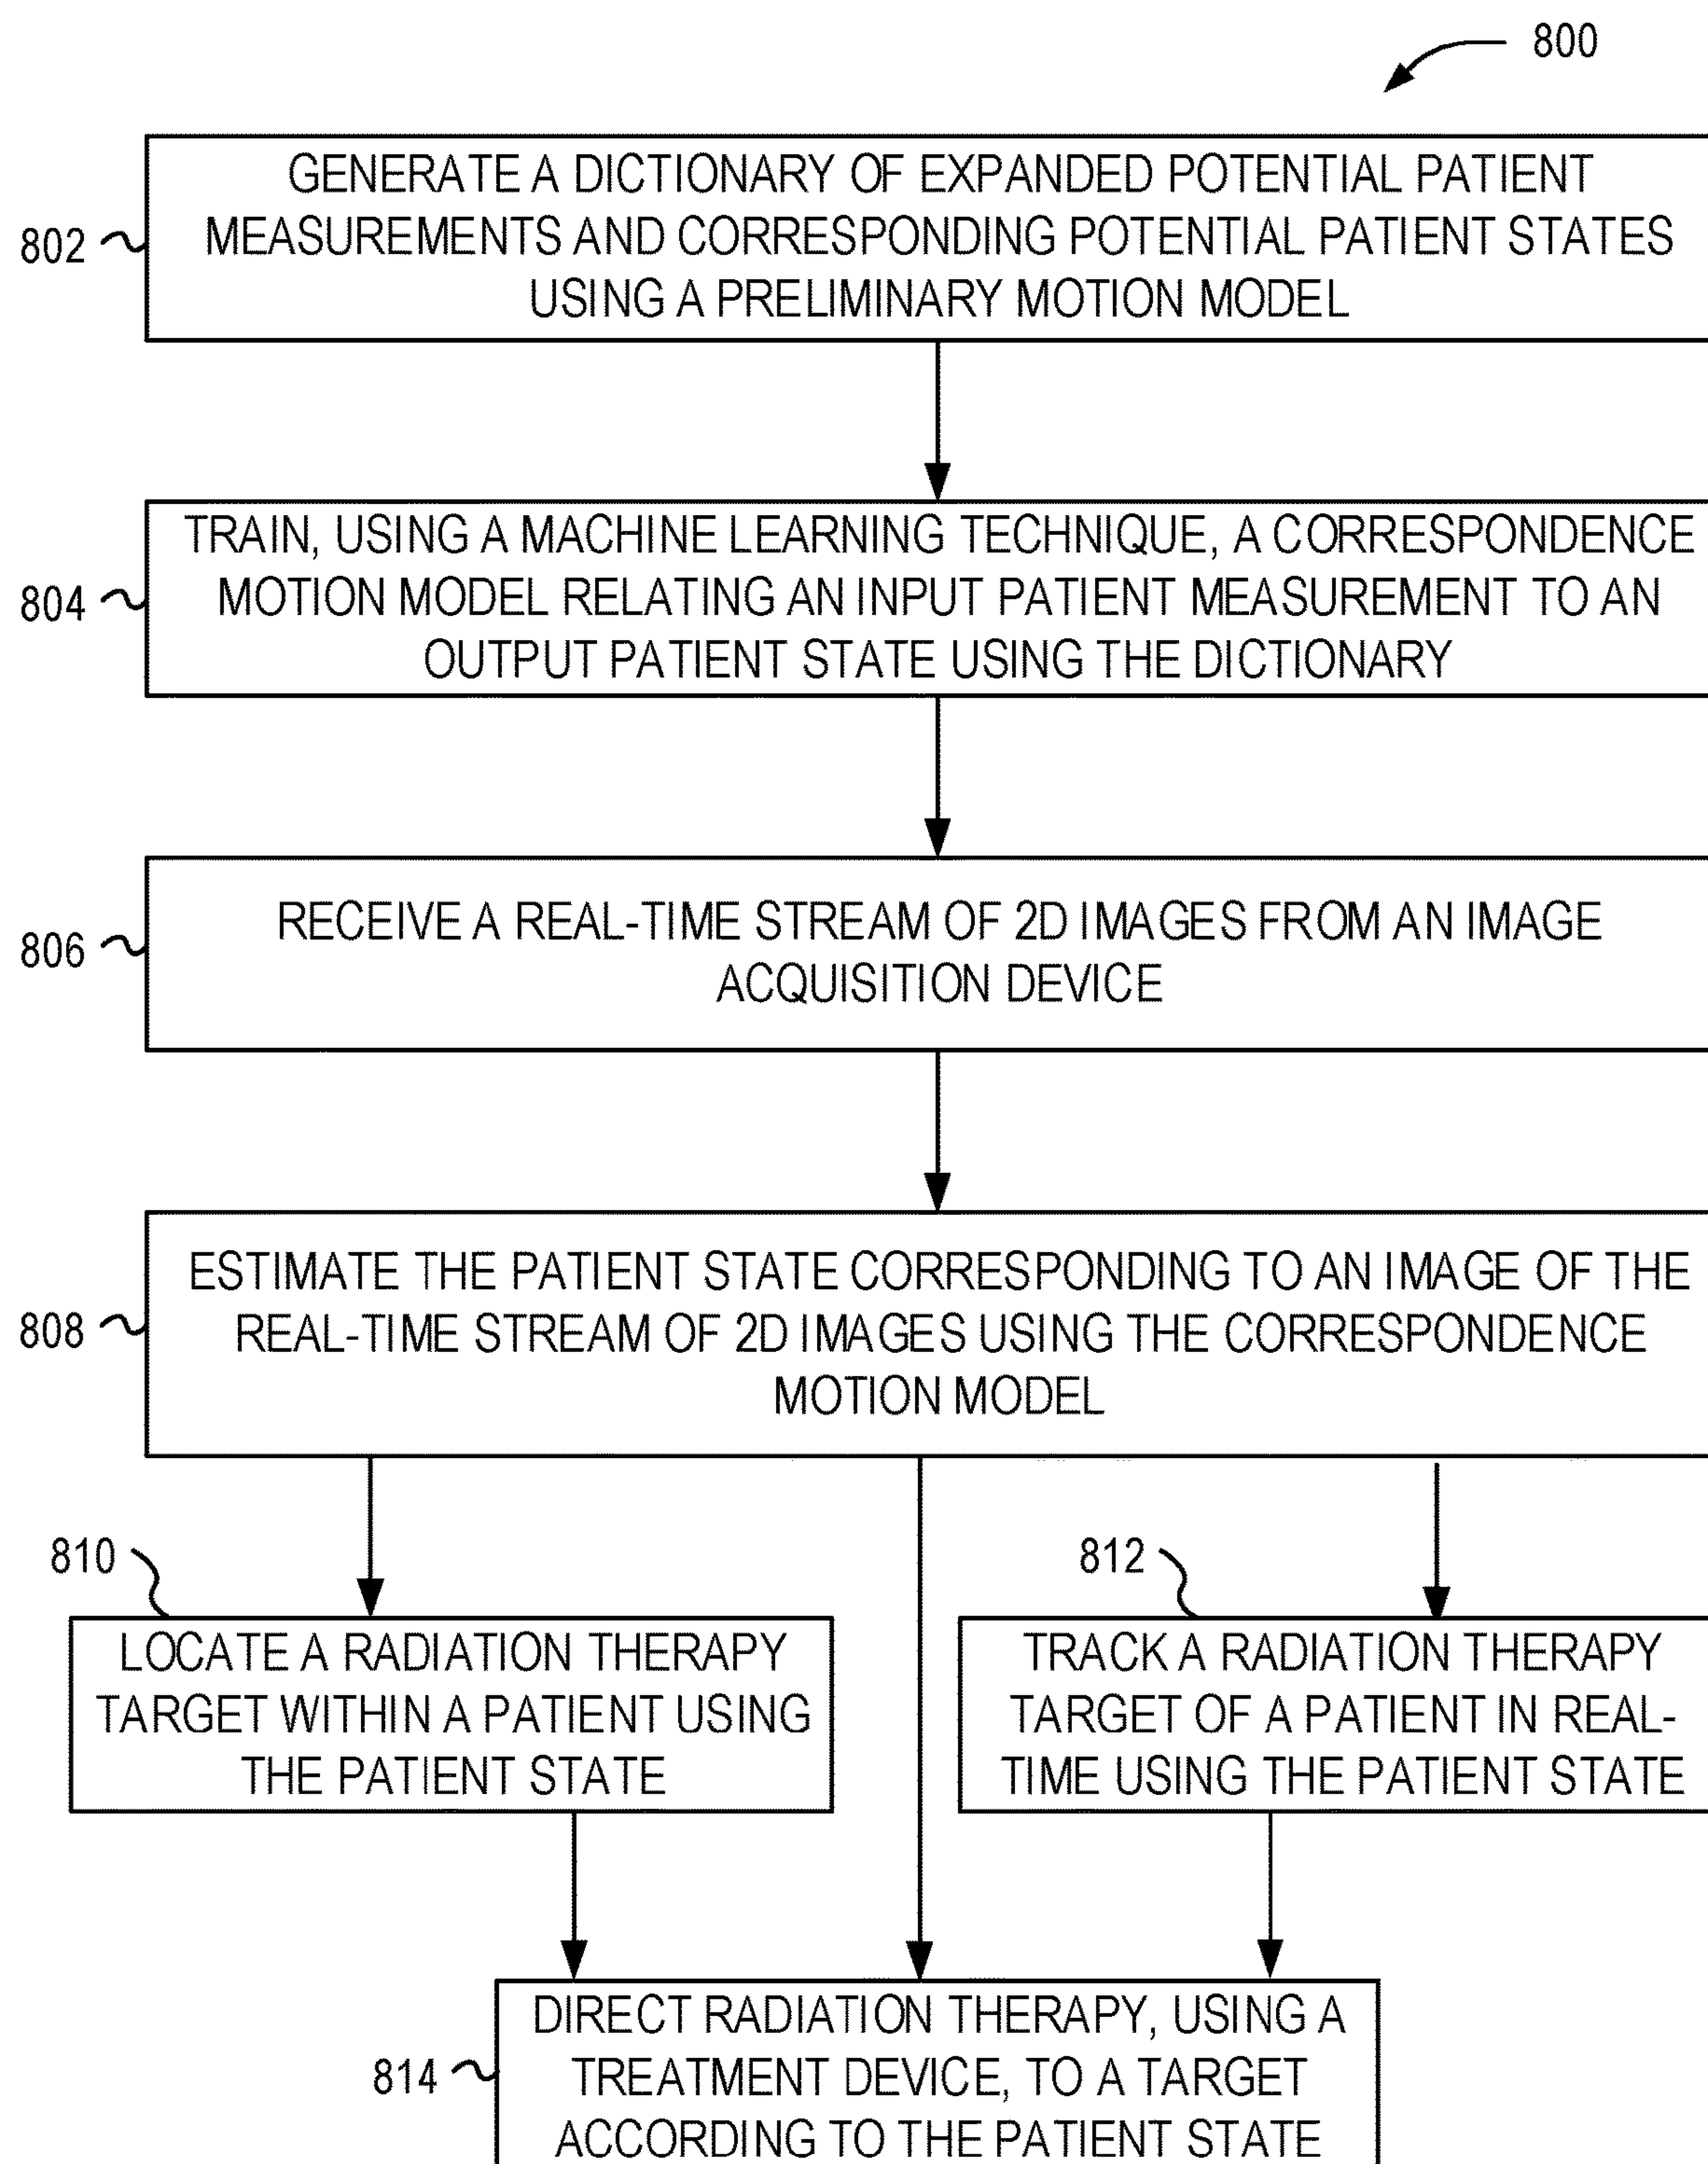 800
GENERATE A DICTIONARY OF EXPANDED POTENTIAL PATIENT
MEASUREMENTS AND CORRESPONDING POTENTIAL PATIENT STATES
USING A PRELIMINARY MOTION MODEL
802
TRAIN, USING A MACHINE LEARNING TECHNIQUE, A CORRESPONDENCE
MOTION MODEL RELATING AN INPUT PATIENT MEASUREMENT TO AN
OUTPUT PATIENT STATE USING THE DICTIONARY
804
RECEIVE A REAL-TIME STREAM OF 2D IMAGES FROM AN IMAGE
ACQUISITION DEVICE
806
ESTIMATE THE PATIENT STATE CORRESPONDING TO AN IMAGE OF THE
REAL-TIME STREAM OF 2D IMAGES USING THE CORRESPONDENCE
MOTION MODEL
808
810
LOCATE A RADIATION THERAPY
TARGET WITHIN A PATIENT USING
THE PATIENT STATE
812
TRACK A RADIATION THERAPY
TARGET OF A PATIENT IN REAL-
TIME USING THE PATIENT STATE
DIRECT RADIATION THERAPY, USING A
TREATMENT DEVICE, TO A TARGET
ACCORDING TO THE PATIENT STATE
814